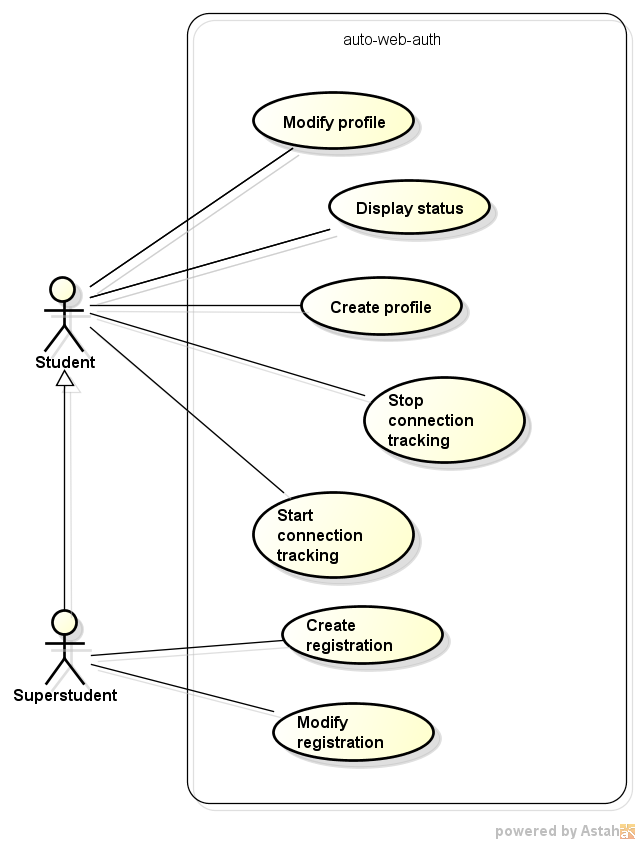 auto-web-auth
Modify profile
Display status
Create profile
Student
Stop
connection
tracking
Start
connection
tracking
Create
registration
Superstudent
Modify
registration
powered by Astah